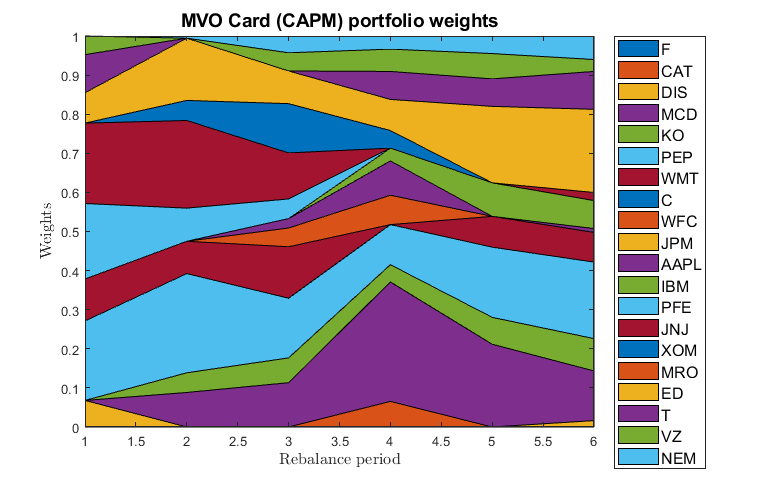 MVO Card (CAPM) portfolio weights
Weights
1
0.9
0.8
0.7
0.6
0.5
0.4
0.3
0.2
0.1
0
1 1.5 2 2.5 3 3.5 4 4.5 5 5.5 6
Rebalance period
F
CAT
DIS
MCD
KO
PEP
WMT
C
WFC
JPM
AAPL
IBM
PFE
JNJ
XOM
MRO
ED
T
VZ
NEM